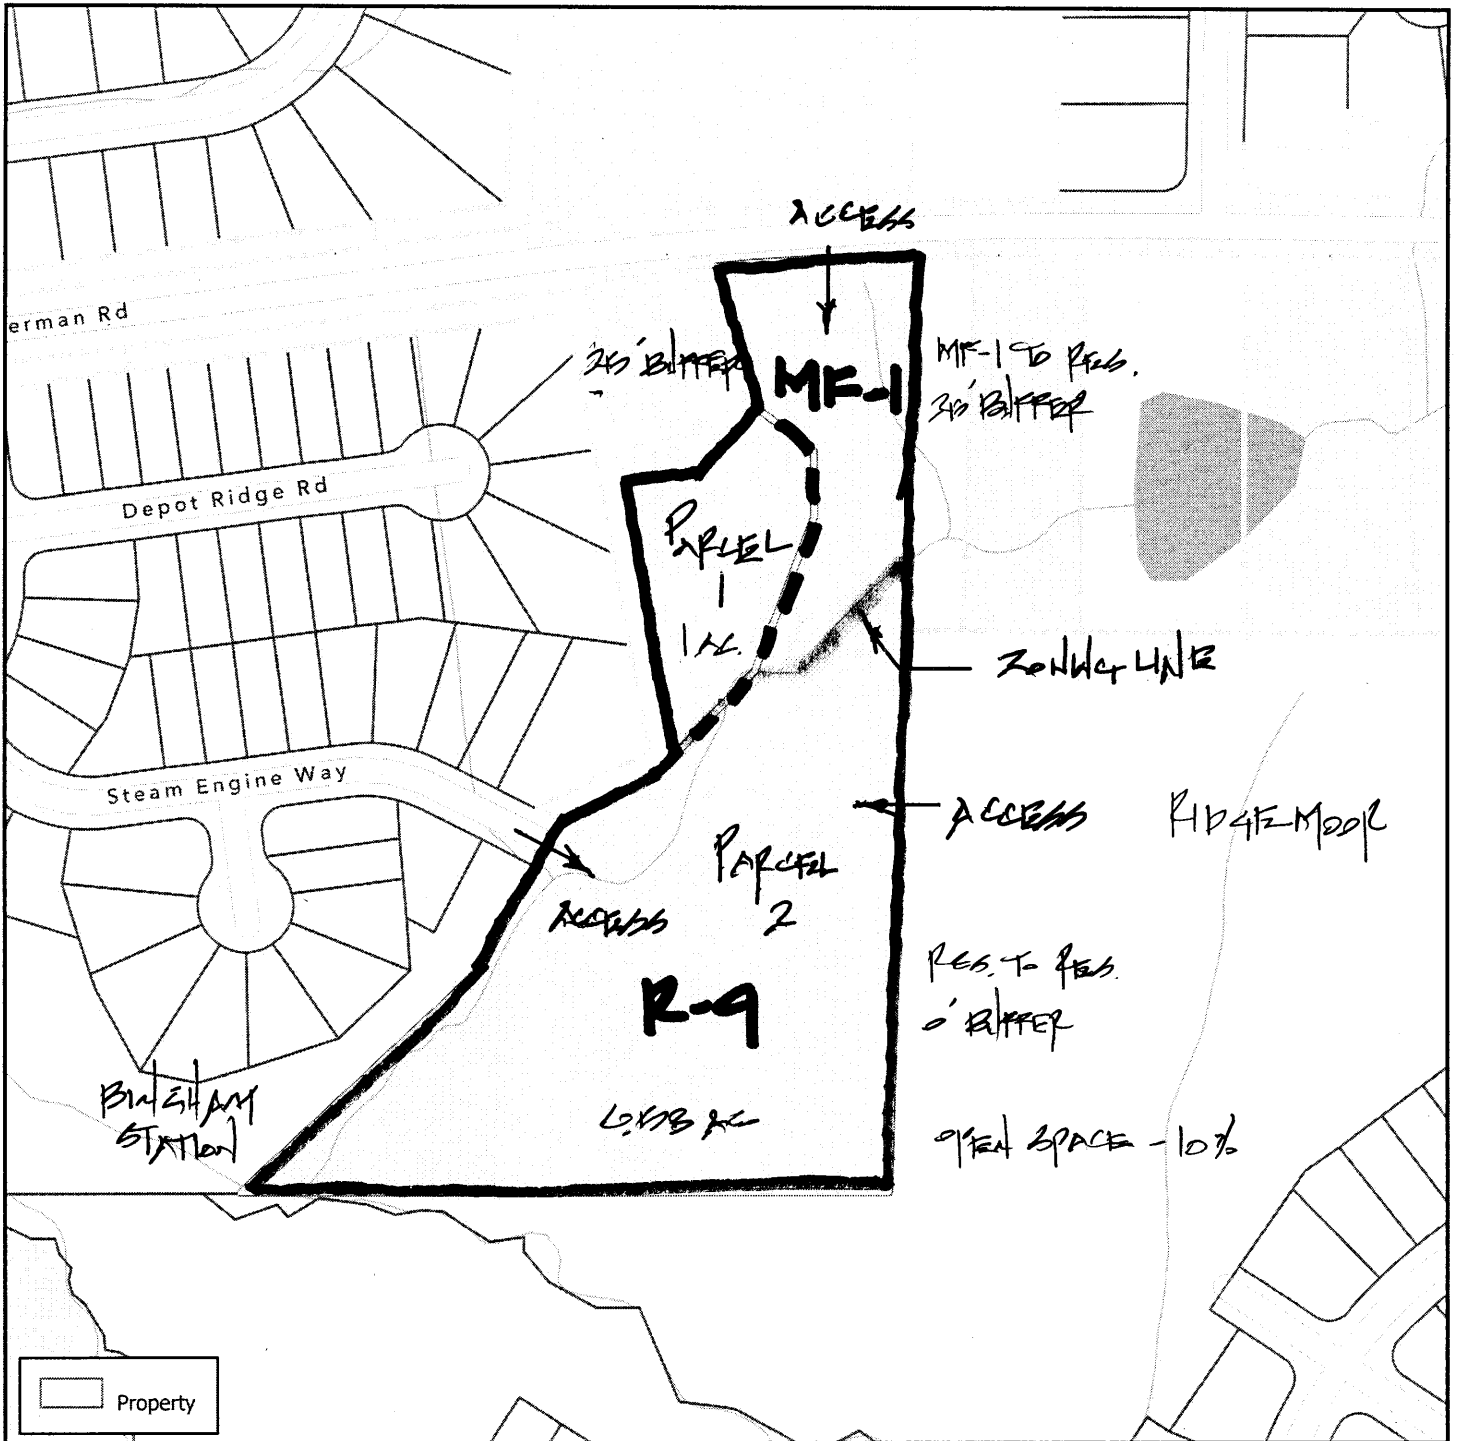 ACCESS
erman Rd
25' BUFFER
MF-1
MF-1 TO RES.
35' BUFFER
Depot Ridge Rd
PARCEL
1
1 AC.
ZONING LINE
Steam Engine Way
ACCESS
RIDGEMOOR
PARCEL
2
ACCESS
RES. TO RES.
0' BUFFER
R-9
BINGHAM
STATION
AC
OPEN SPACE - 10%
Property